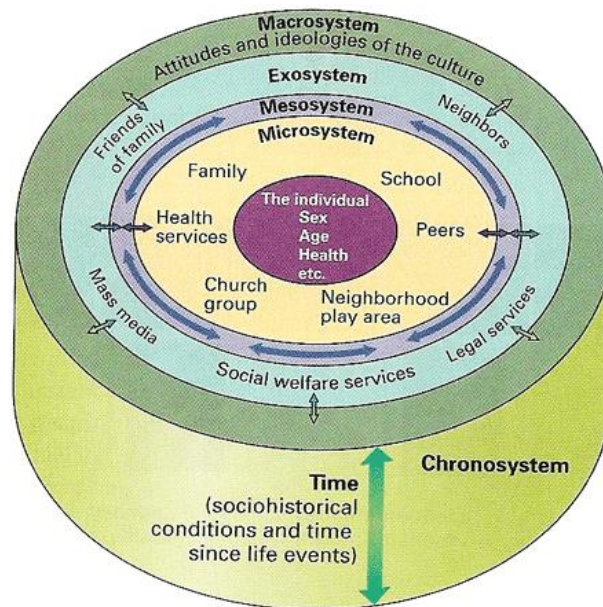 Macrosystem
Attitudes and ideologies of the culture
Exosystem
Mesosystem
Microsystem
Friends
of family
Neighbors
Family
School
The individual
Sex
Age
Health
etc.
Health
services
Peers
Church
group
Neighborhood
play area
Mass media
Legal services
Social welfare services
Chronosystem
Time
(sociohistorical
conditions and time
since life events)